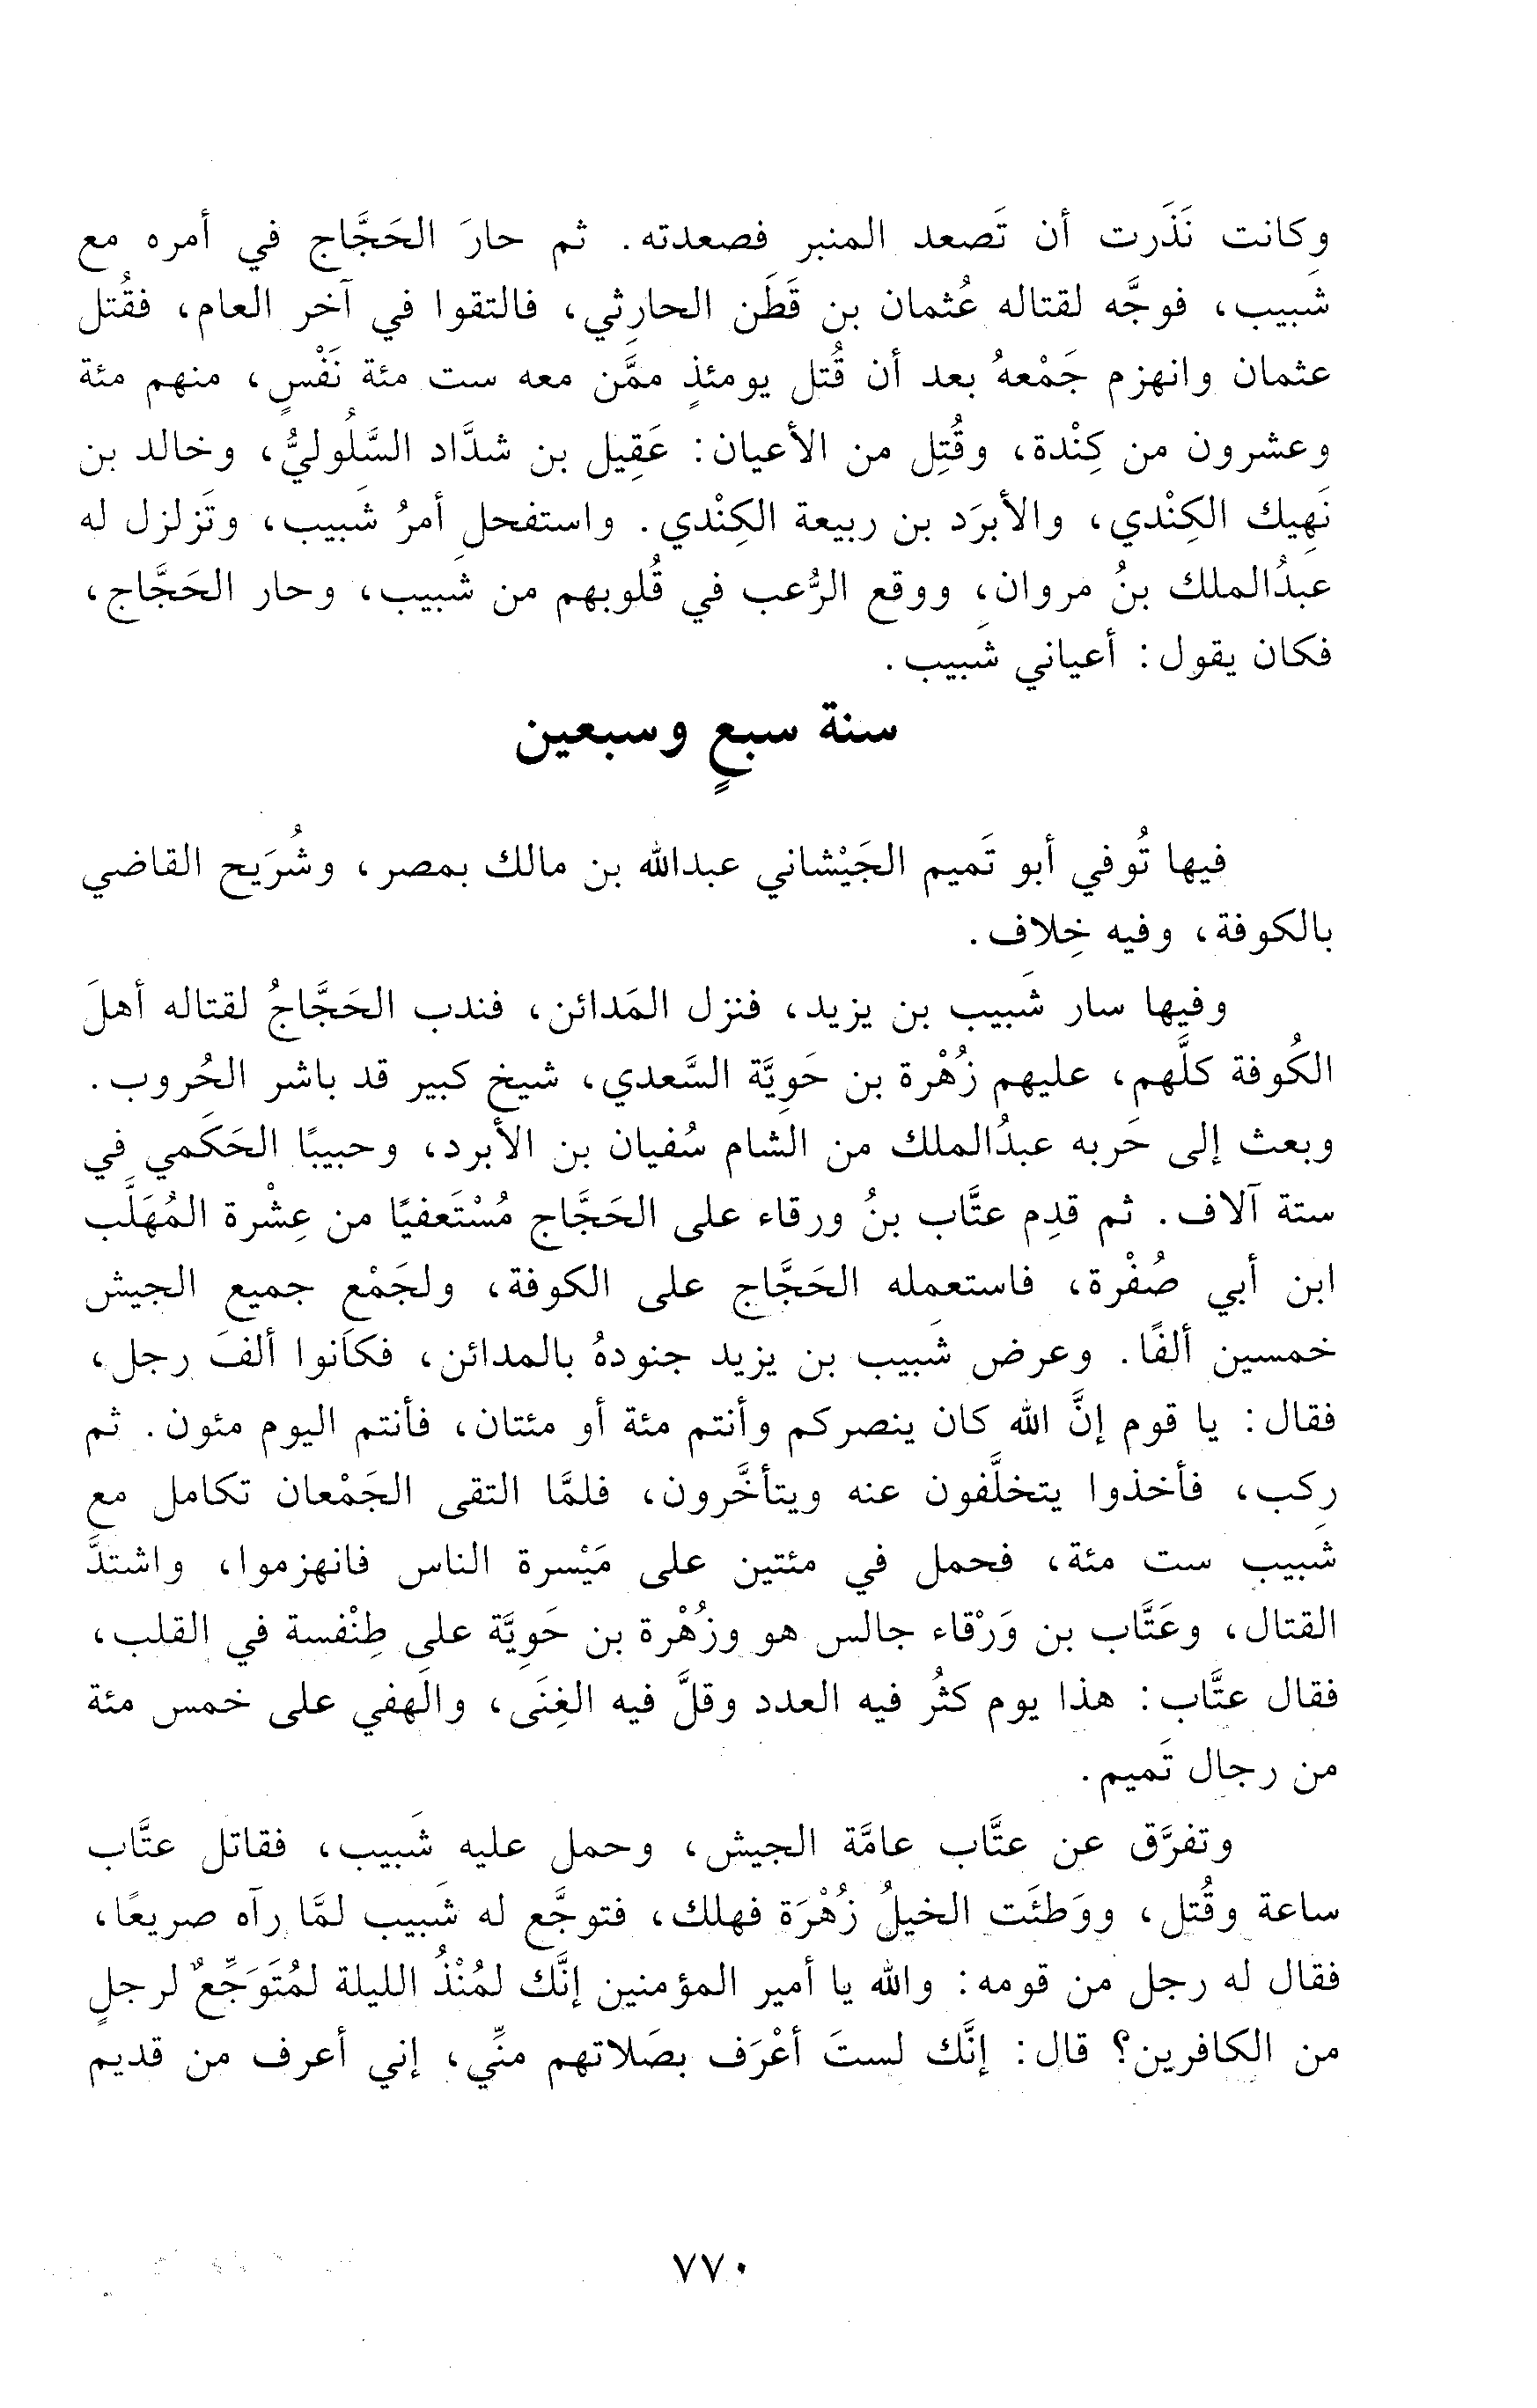 وكانت نَذَرت أن تَصعد المنبر فصعدته. ثم حارَ الحَجَّاج في أمره مع
شَبِيب، فوجَّه لقتاله عُثمان بن قَطَن الحارِثي، فالتقوا في آخر العام، فقُتل
عثمان وانهزم جَمْعهُ بعد أن قُتل يومئذٍ ممَّن معه ست مئة نَفْسٍ، منهم مئة
وعشرون من كِنْدة، وقُتِل من الأعيان: عَقِيل بن شدَّاد السَّلُوليُّ، وخالد بن
نَهِيك الكِنْدي، والأبرَد بن ربيعة الكِنْدي. واستفحل أمرُ شَبيب، وتَزلزل له
عبدُالملك بنُ مروان، ووقع الرُّعب في قُلوبهم من شَبِيب، وحار الحَجَّاج،
فكان يقول: أعياني شَبِيب.
سنة سبعٍ وسبعين
فيها تُوفي أبو تَميم الجَيْشاني عبدالله بن مالك بمصر، وشُرَيح القاضي
بالكوفة، وفيه خِلاف.
وفيها سار شَبيب بن يزيد، فنزل المَدائن، فندب الحَجَّاجُ لقتاله أهلَ
الكُوفة كلَّهم، عليهم زُهْرة بن حَوِيَّة السَّعدي، شيخ كبير قد باشر الحُروب.
وبعث إلى حَربه عبدُالملك من الشام سُفيان بن الأبرد، وحبيبًا الحَكَمي في
ستة آلاف. ثم قدِم عتَّاب بنُ ورقاء على الحَجَّاج مُسْتَعفيًا من عِشْرة المُهَلَّب
ابن أبي صُفْرة، فاستعمله الحَجَّاج على الكوفة، ولجَمْع جميع الجيش
خمسين ألفًا. وعرض شَبِيب بن يزيد جنودهُ بالمدائن، فكانوا ألفَ رجل،
فقال: يا قوم إنَّ الله كان ينصركم وأنتم مئة أو مئتان، فأنتم اليوم مئون. ثم
ركب، فأخذوا يتخلَّفون عنه ويتأخَّرون، فلمَّا التقى الجَمْعان تكامل مع
شَبِيب ست مئة، فحمل في مئتين على مَيْسرة الناس فانهزموا، واشتدَّ
القتال، وعَتَّاب بن وَرْقاء جالس هو وزُهْرة بن حَوِيَّة على طِنْفسة في القلب،
فقال عتَّاب: هذا يوم كثُر فيه العدد وقلَّ فيه الغِنَى، والَهفي على خمس مئة
من رجال تَميم.
وتفرَّق عن عتَّاب عامَّة الجيش، وحمل عليه شَبيب، فقاتل عتَّاب
ساعة وقُتل، ووَطئَت الخيلُ زُهْرَة فهلك، فتوجَّع له شَبِيب لمَّا رآه صريعًا،
فقال له رجل من قومه: والله يا أمير المؤمنين إنَّك لمُنْذُ الليلة لمُتَوَجِّعٌ لرجلٍ
من الكافرين؟ قال: إنَّك لستَ أعْرَف بضَلاتهم منِّي، إني أعرف من قديم
٧٧٠